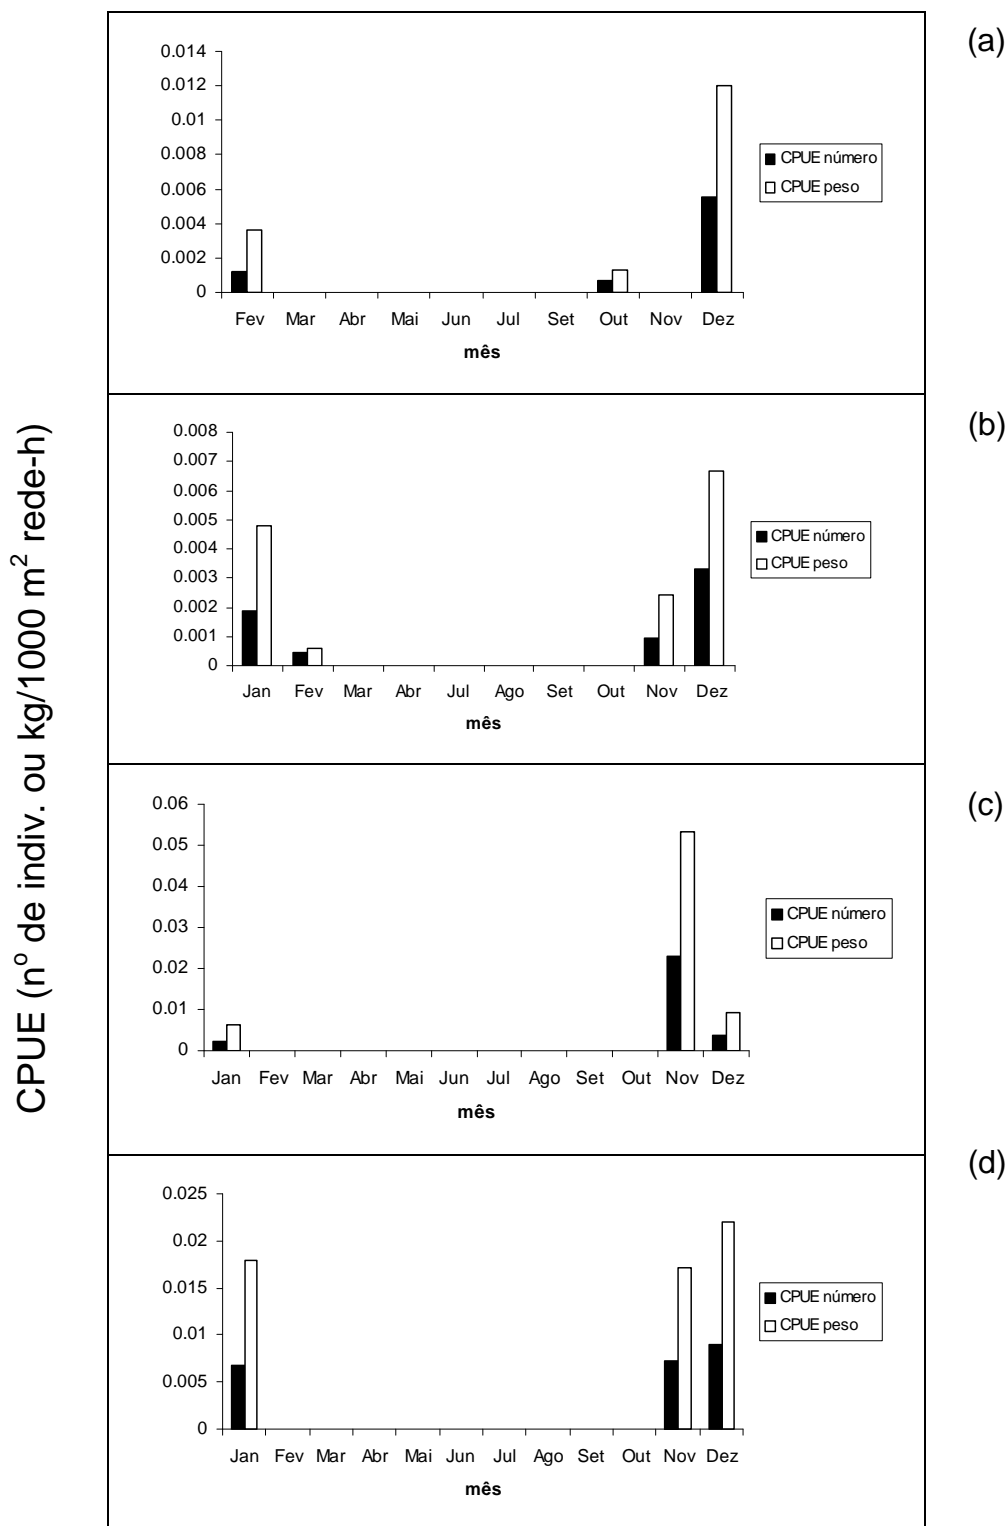 CPUE (nº de indiv. ou kg/1000 m² rede-h)
(a)
0.014
0.012
0.01
0.008
0.006
0.004
0.002
0
Fev Mar Abr Mai Jun Jul Set Out Nov Dez
mês
CPUE número
CPUE peso
(b)
0.008
0.007
0.006
0.005
0.004
0.003
0.002
0.001
0
Jan Fev Mar Abr Jul Ago Set Out Nov Dez
mês
CPUE número
CPUE peso
(c)
0.06
0.05
0.04
0.03
0.02
0.01
0
Jan Fev Mar Abr Mai Jun Jul Ago Set Out Nov Dez
mês
CPUE número
CPUE peso
(d)
0.025
0.02
0.015
0.01
0.005
0
Jan Fev Mar Abr Mai Jun Jul Ago Set Out Nov Dez
mês
CPUE número
CPUE peso